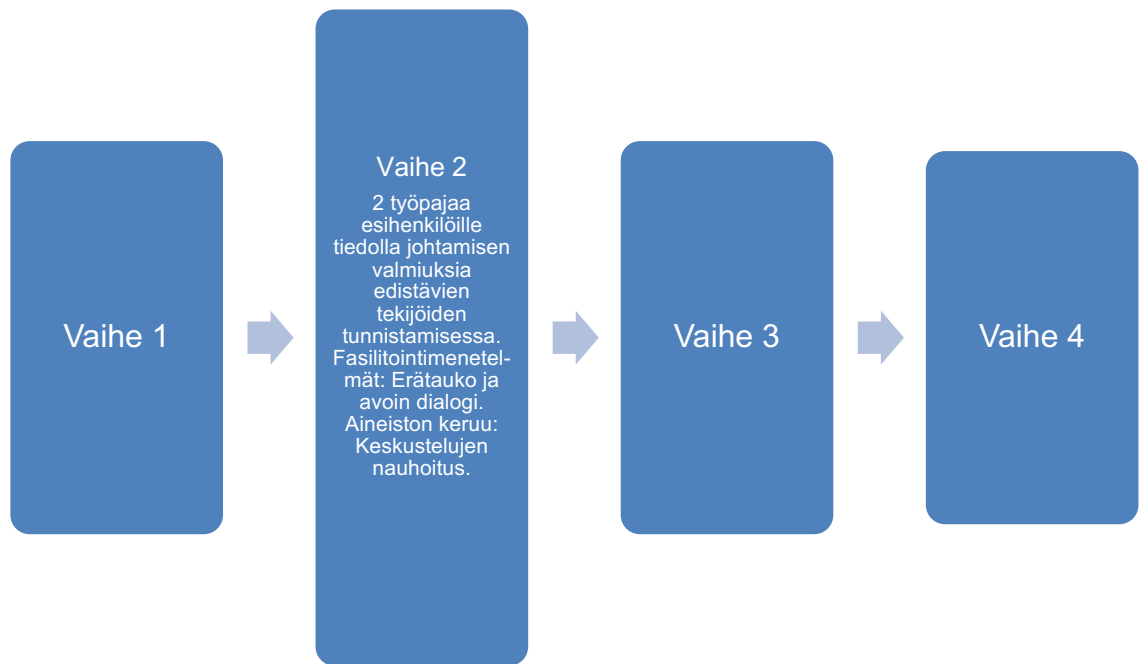 Vaihe 1
Vaihe 2
2 työpajaa
esihenkilöille
tiedolla johtamisen
valmiuksia
edistävien
tekijöiden
tunnistamisessa.
Fasilitointimenetel-
mät: Erätauko ja
avoin dialogi.
Aineiston keruu:
Keskustelujen
nauhoitus.
Vaihe 3
Vaihe 4